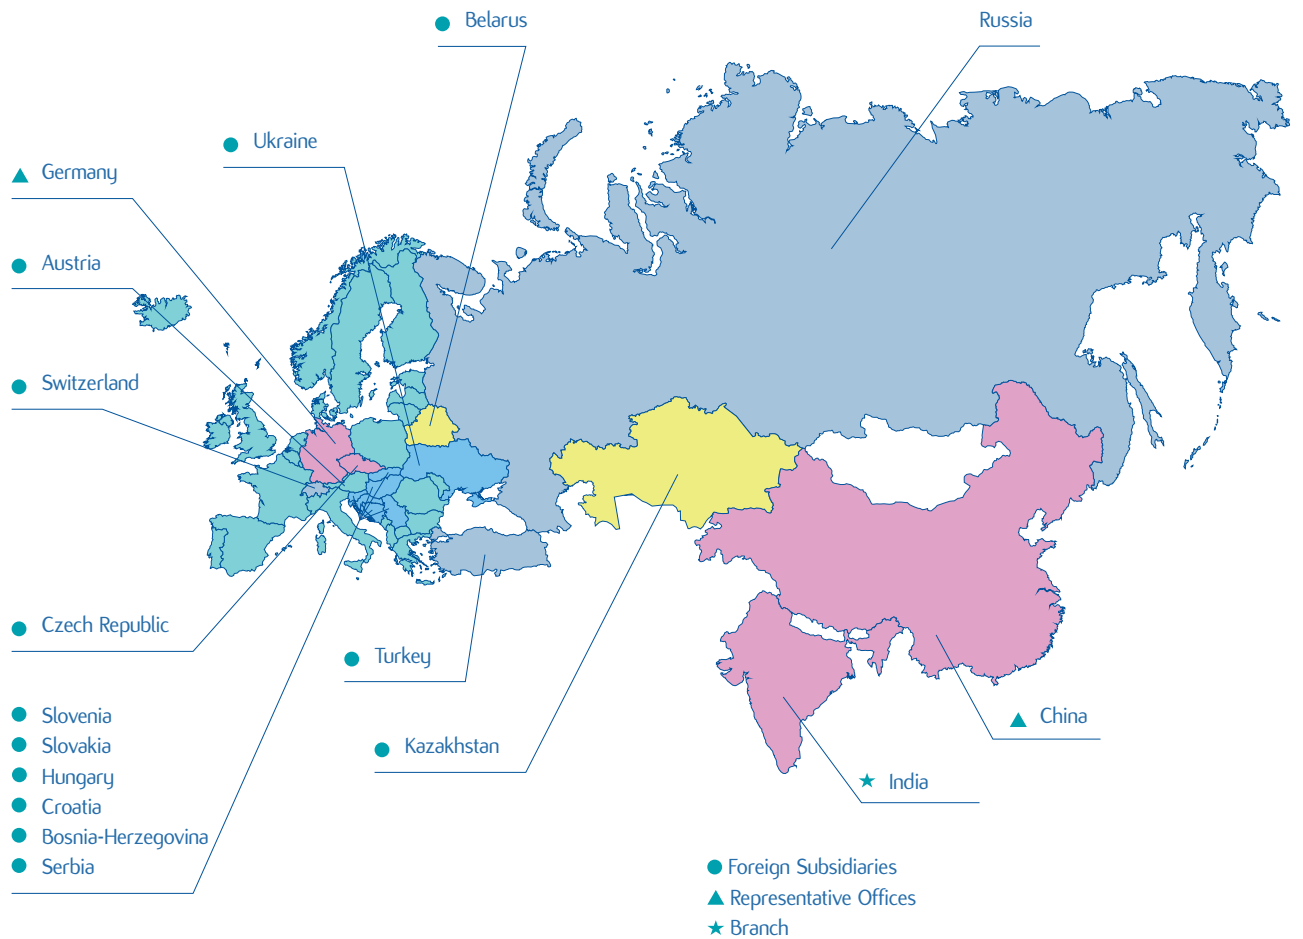 Belarus
Russia
Ukraine
Germany
Austria
Switzerland
Czech Republic
Turkey
Slovenia
Slovakia
Hungary
Croatia
Bosnia-Herzegovina
Serbia
Kazakhstan
China
India
Foreign Subsidiaries
Representative Offices
Branch